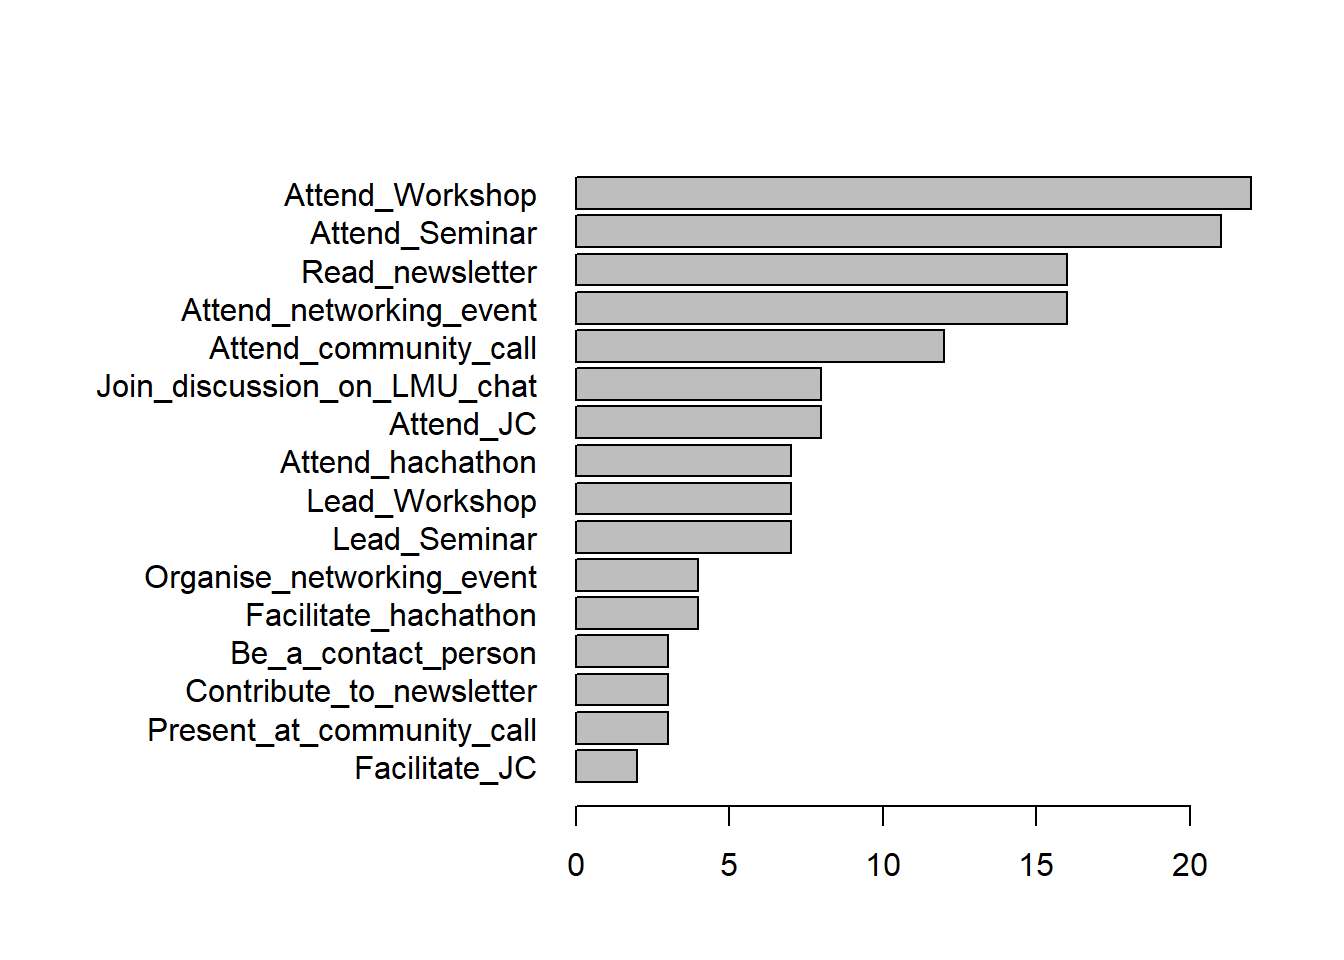 Attend_Workshop
Attend_Seminar
Read_newsletter
Attend_networking_event
Attend_community_call
Join_discussion_on_LMU_chat
Attend_JC
Attend_hachathon
Lead_Workshop
Lead_Seminar
Organise_networking_event
Facilitate_hachathon
Be_a_contact_person
Contribute_to_newsletter
Present_at_community_call
Facilitate_JC
0 5 10 15 20